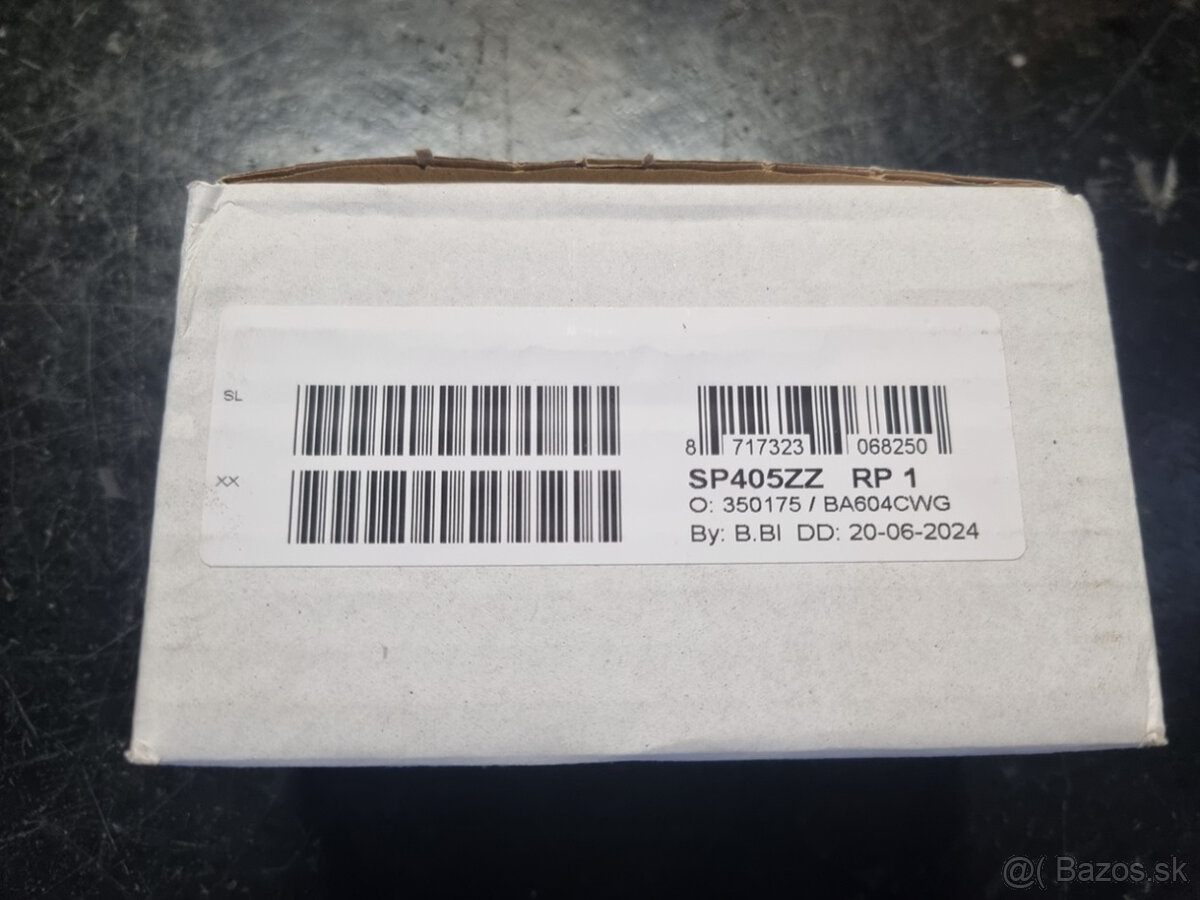 SL
XX
8 717323 068250
SP405ZZ RP 1
O: 350175 / BA604CWG
By: B.BI DD: 20-06-2024
@( Bazos.sk